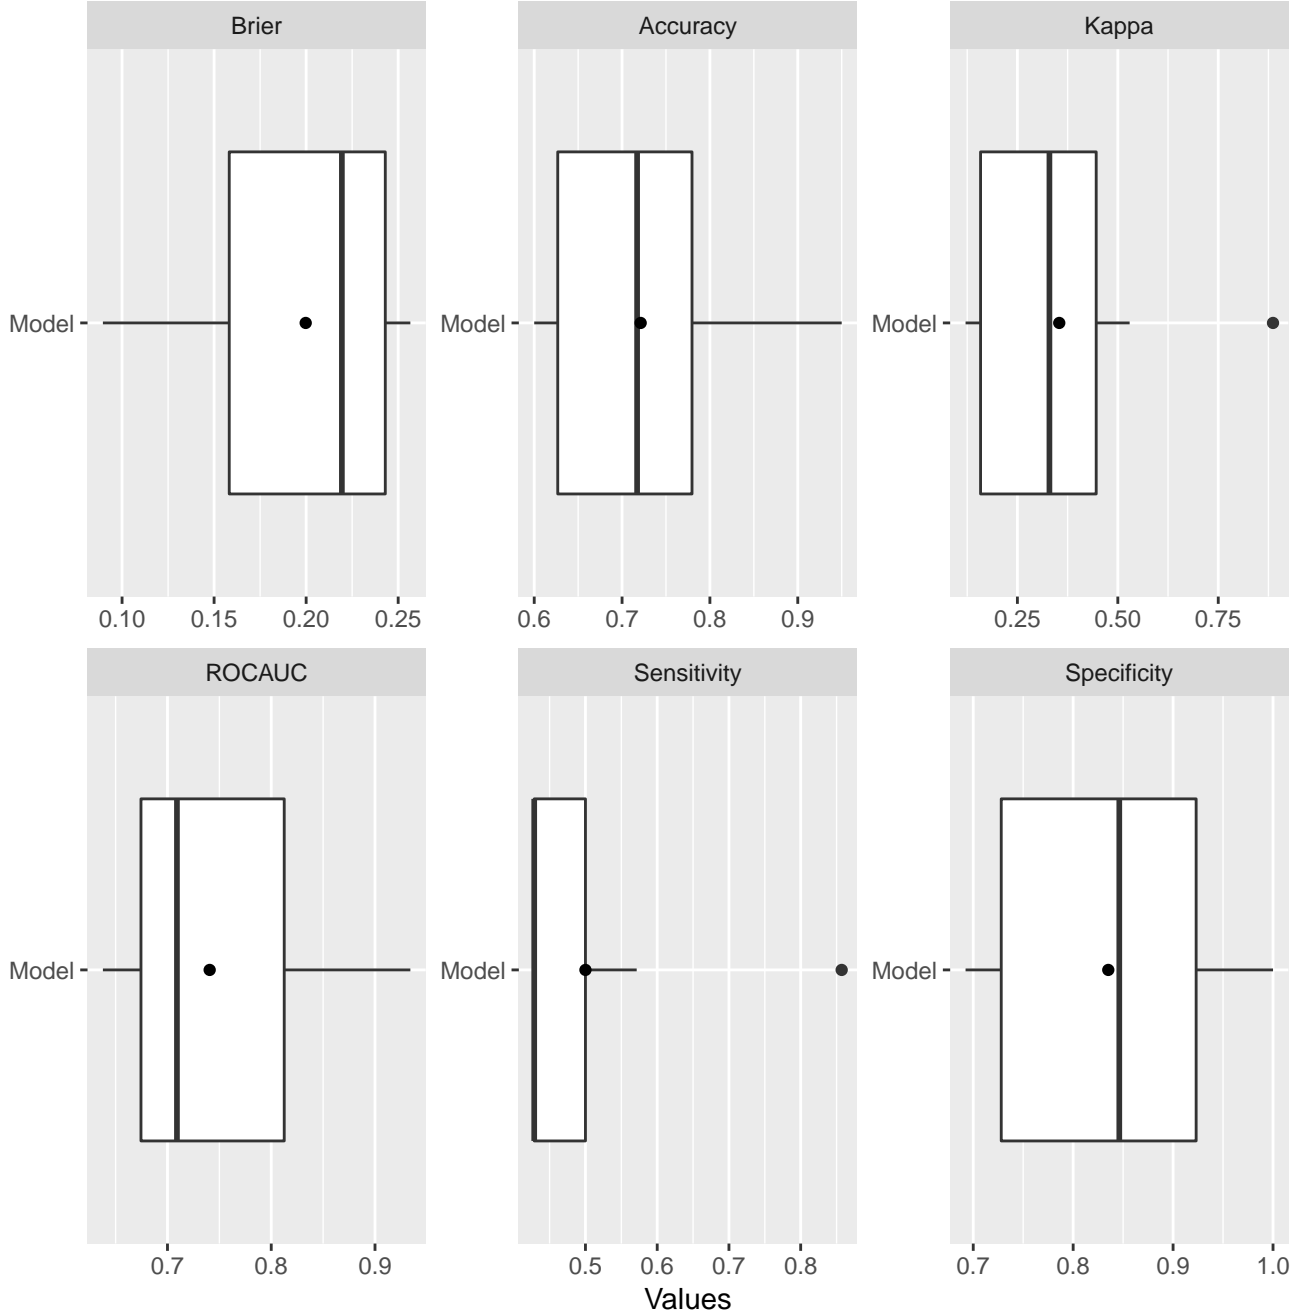 Brier Accuracy Kappa
Model Model Model
0.10 0.15 0.20 0.25 0.6 0.7 0.8 0.9 0.25 0.50 0.75
ROCAUC Sensitivity Specificity
Model Model Model
0.7 0.8 0.9 0.5 0.6 0.7 0.8 0.7 0.8 0.9 1.0
Values